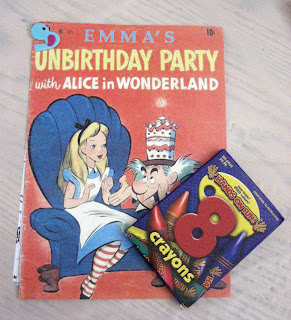 EMMA'S
10¢
UNBIRTHDAY PARTY
with ALICE in WONDERLAND
8
crayons